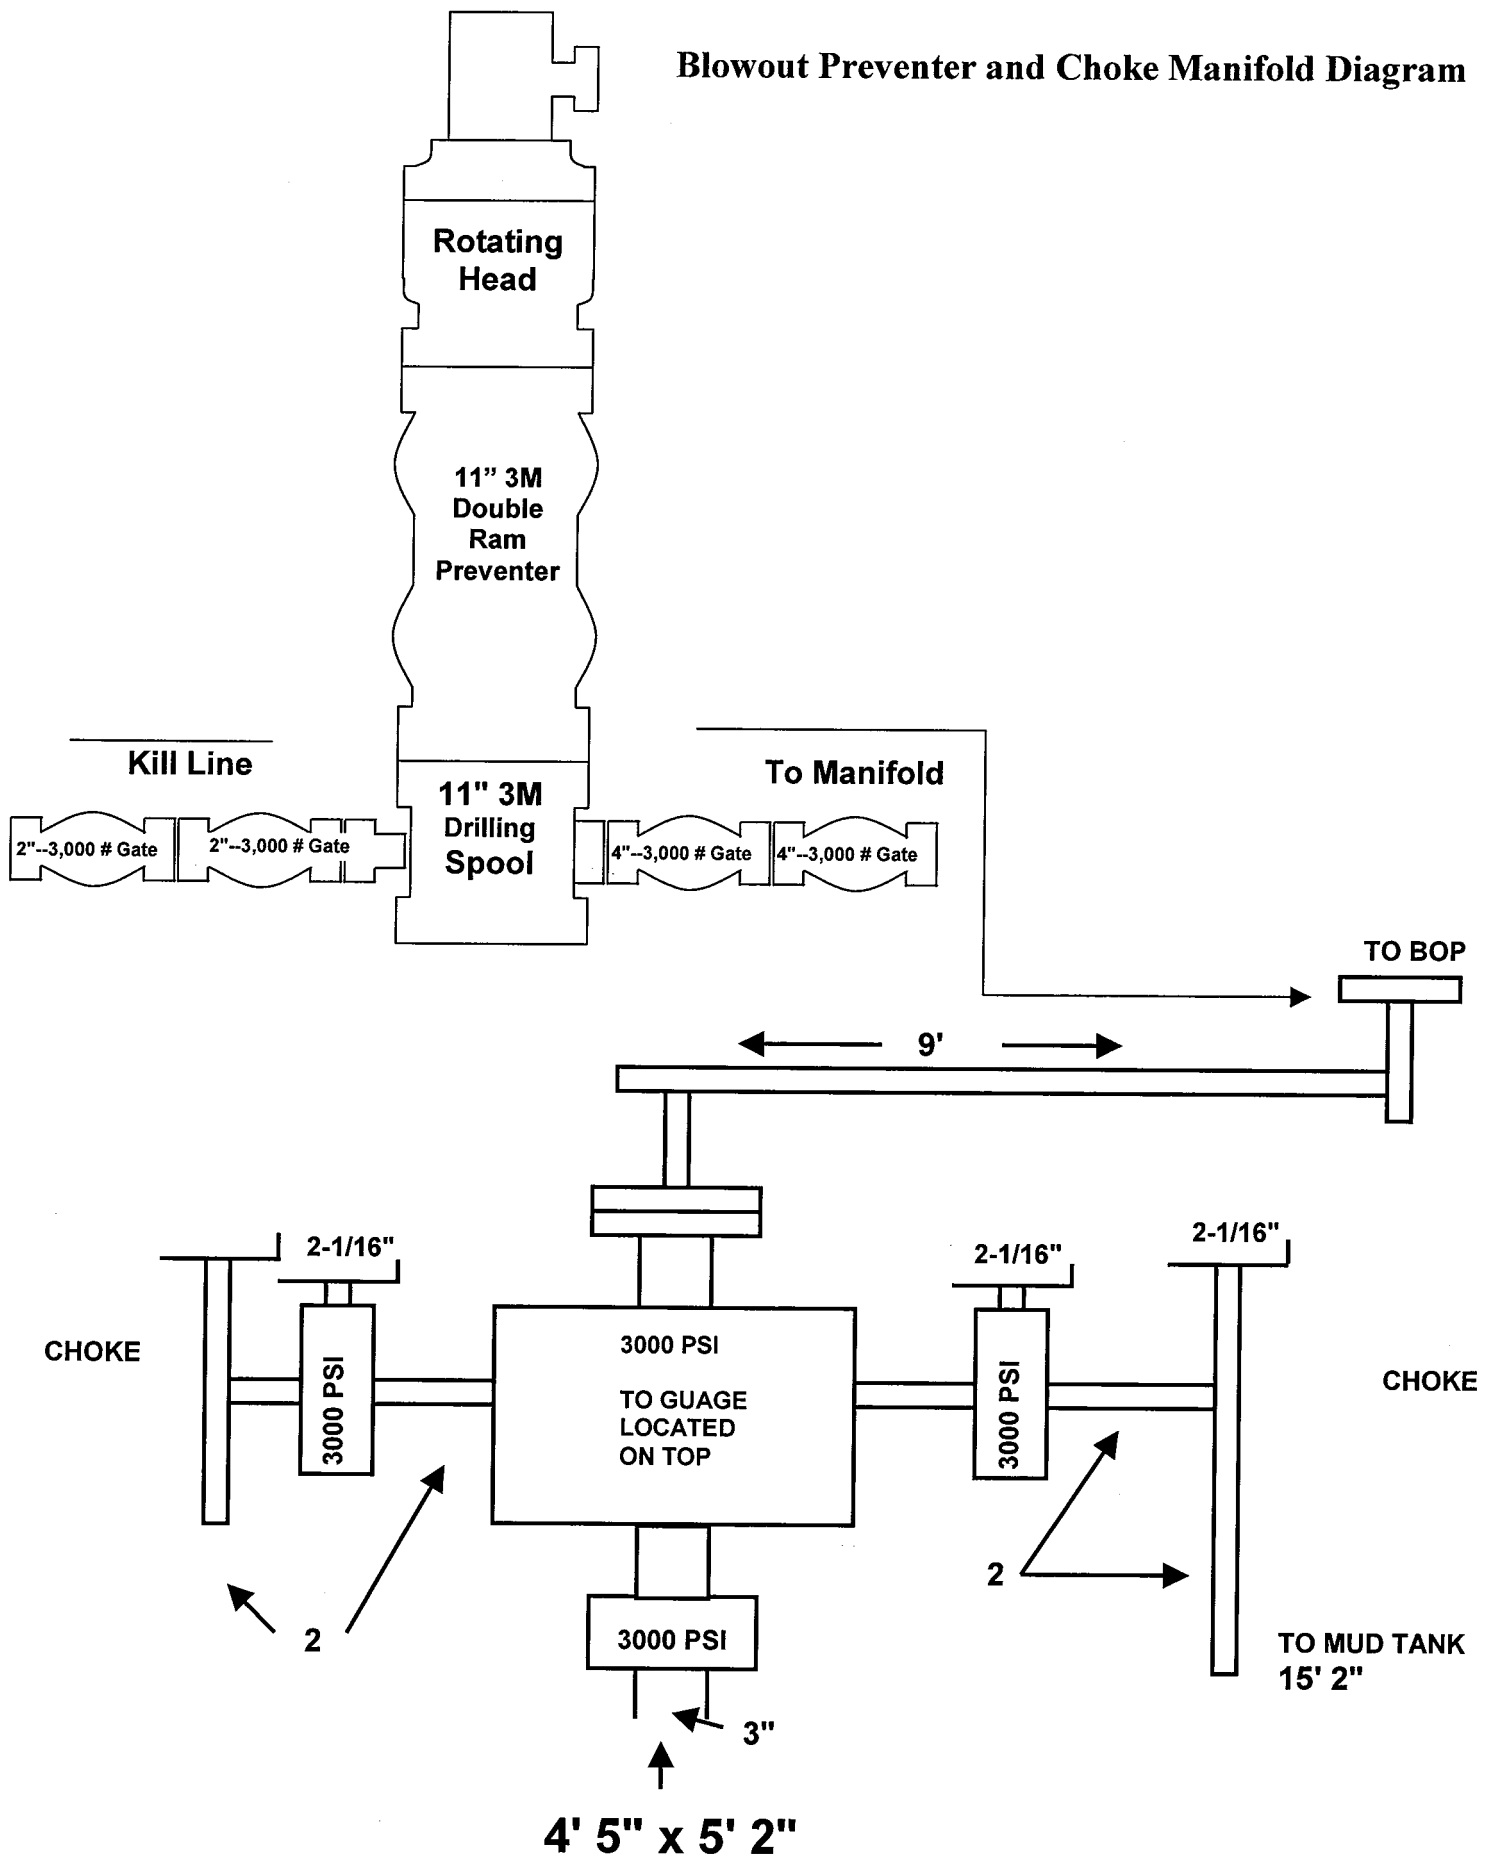 Blowout Preventer and Choke Manifold Diagram
Rotating
Head
11” 3M
Double
Ram
Preventer
Kill Line
To Manifold
11" 3M
Drilling
Spool
2"--3,000 # Gate
2"--3,000 # Gate
4"--3,000 # Gate
4"--3,000 # Gate
TO BOP
9'
2-1/16"
2-1/16"
2-1/16"
CHOKE
3000 PSI
3000 PSI
TO GUAGE
LOCATED
ON TOP
3000 PSI
CHOKE
2
2
3000 PSI
TO MUD TANK
15' 2"
3"
4' 5" x 5' 2"